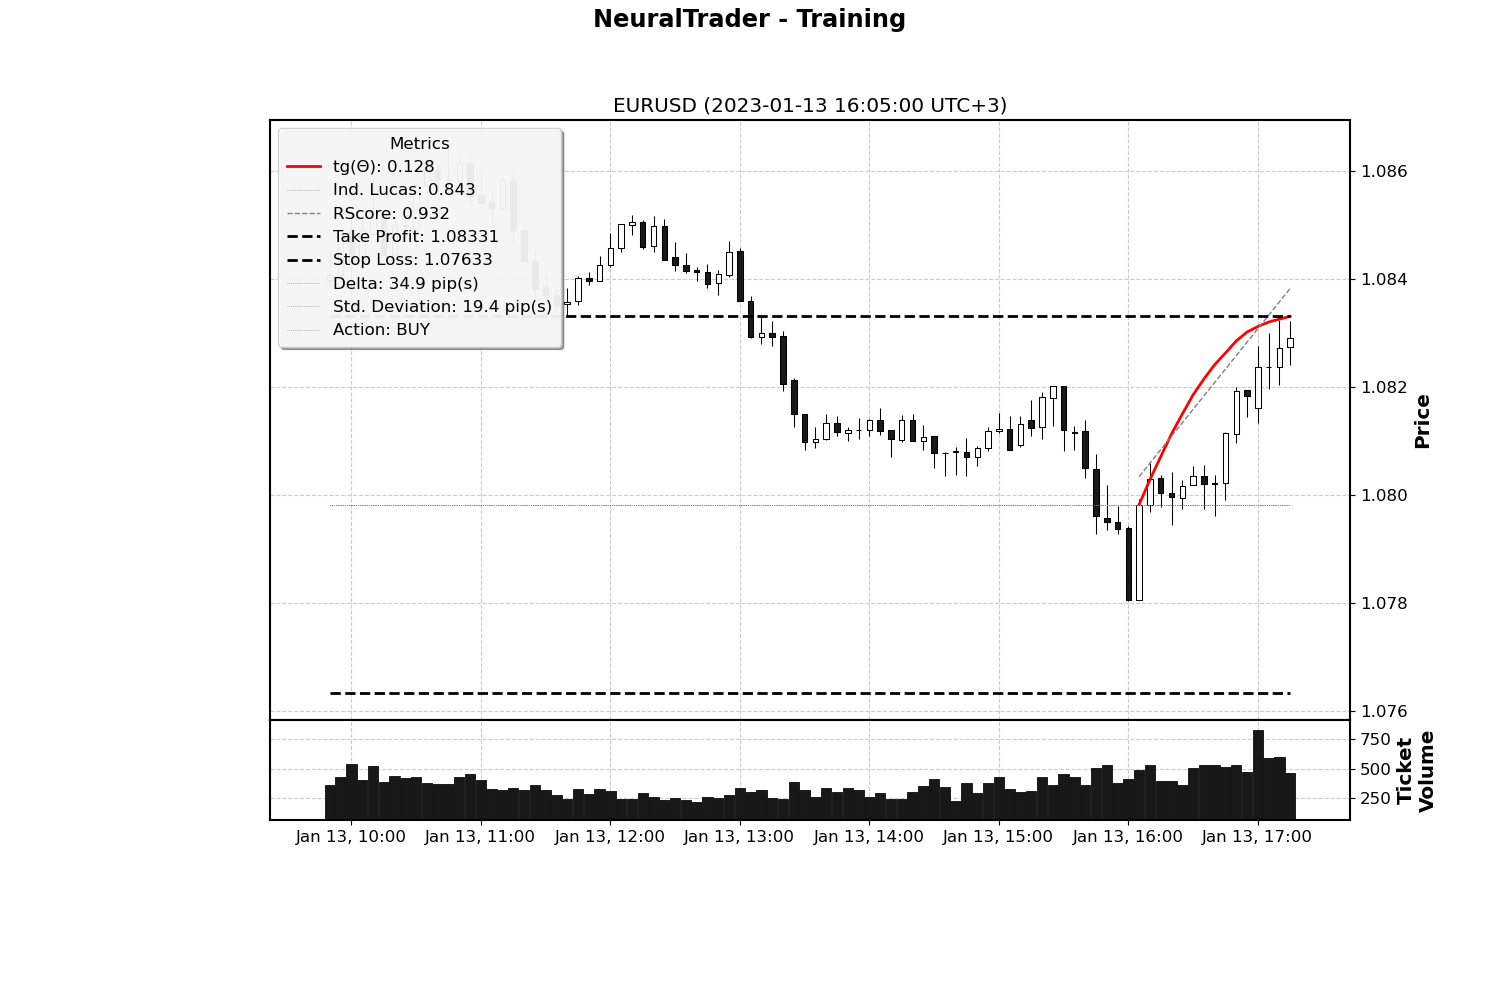 NeuralTrader - Training
EURUSD (2023-01-13 16:05:00 UTC+3)
Metrics
tg(Θ): 0.128
Ind. Lucas: 0.843
RScore: 0.932
Take Profit: 1.08331
Stop Loss: 1.07633
Delta: 34.9 pip(s)
Std. Deviation: 19.4 pip(s)
Action: BUY
1.086
1.084
1.082
1.080
1.078
1.076
Price
750
500
250
Ticket
Volume
Jan 13, 10:00 Jan 13, 11:00 Jan 13, 12:00 Jan 13, 13:00 Jan 13, 14:00 Jan 13, 15:00 Jan 13, 16:00 Jan 13, 17:00